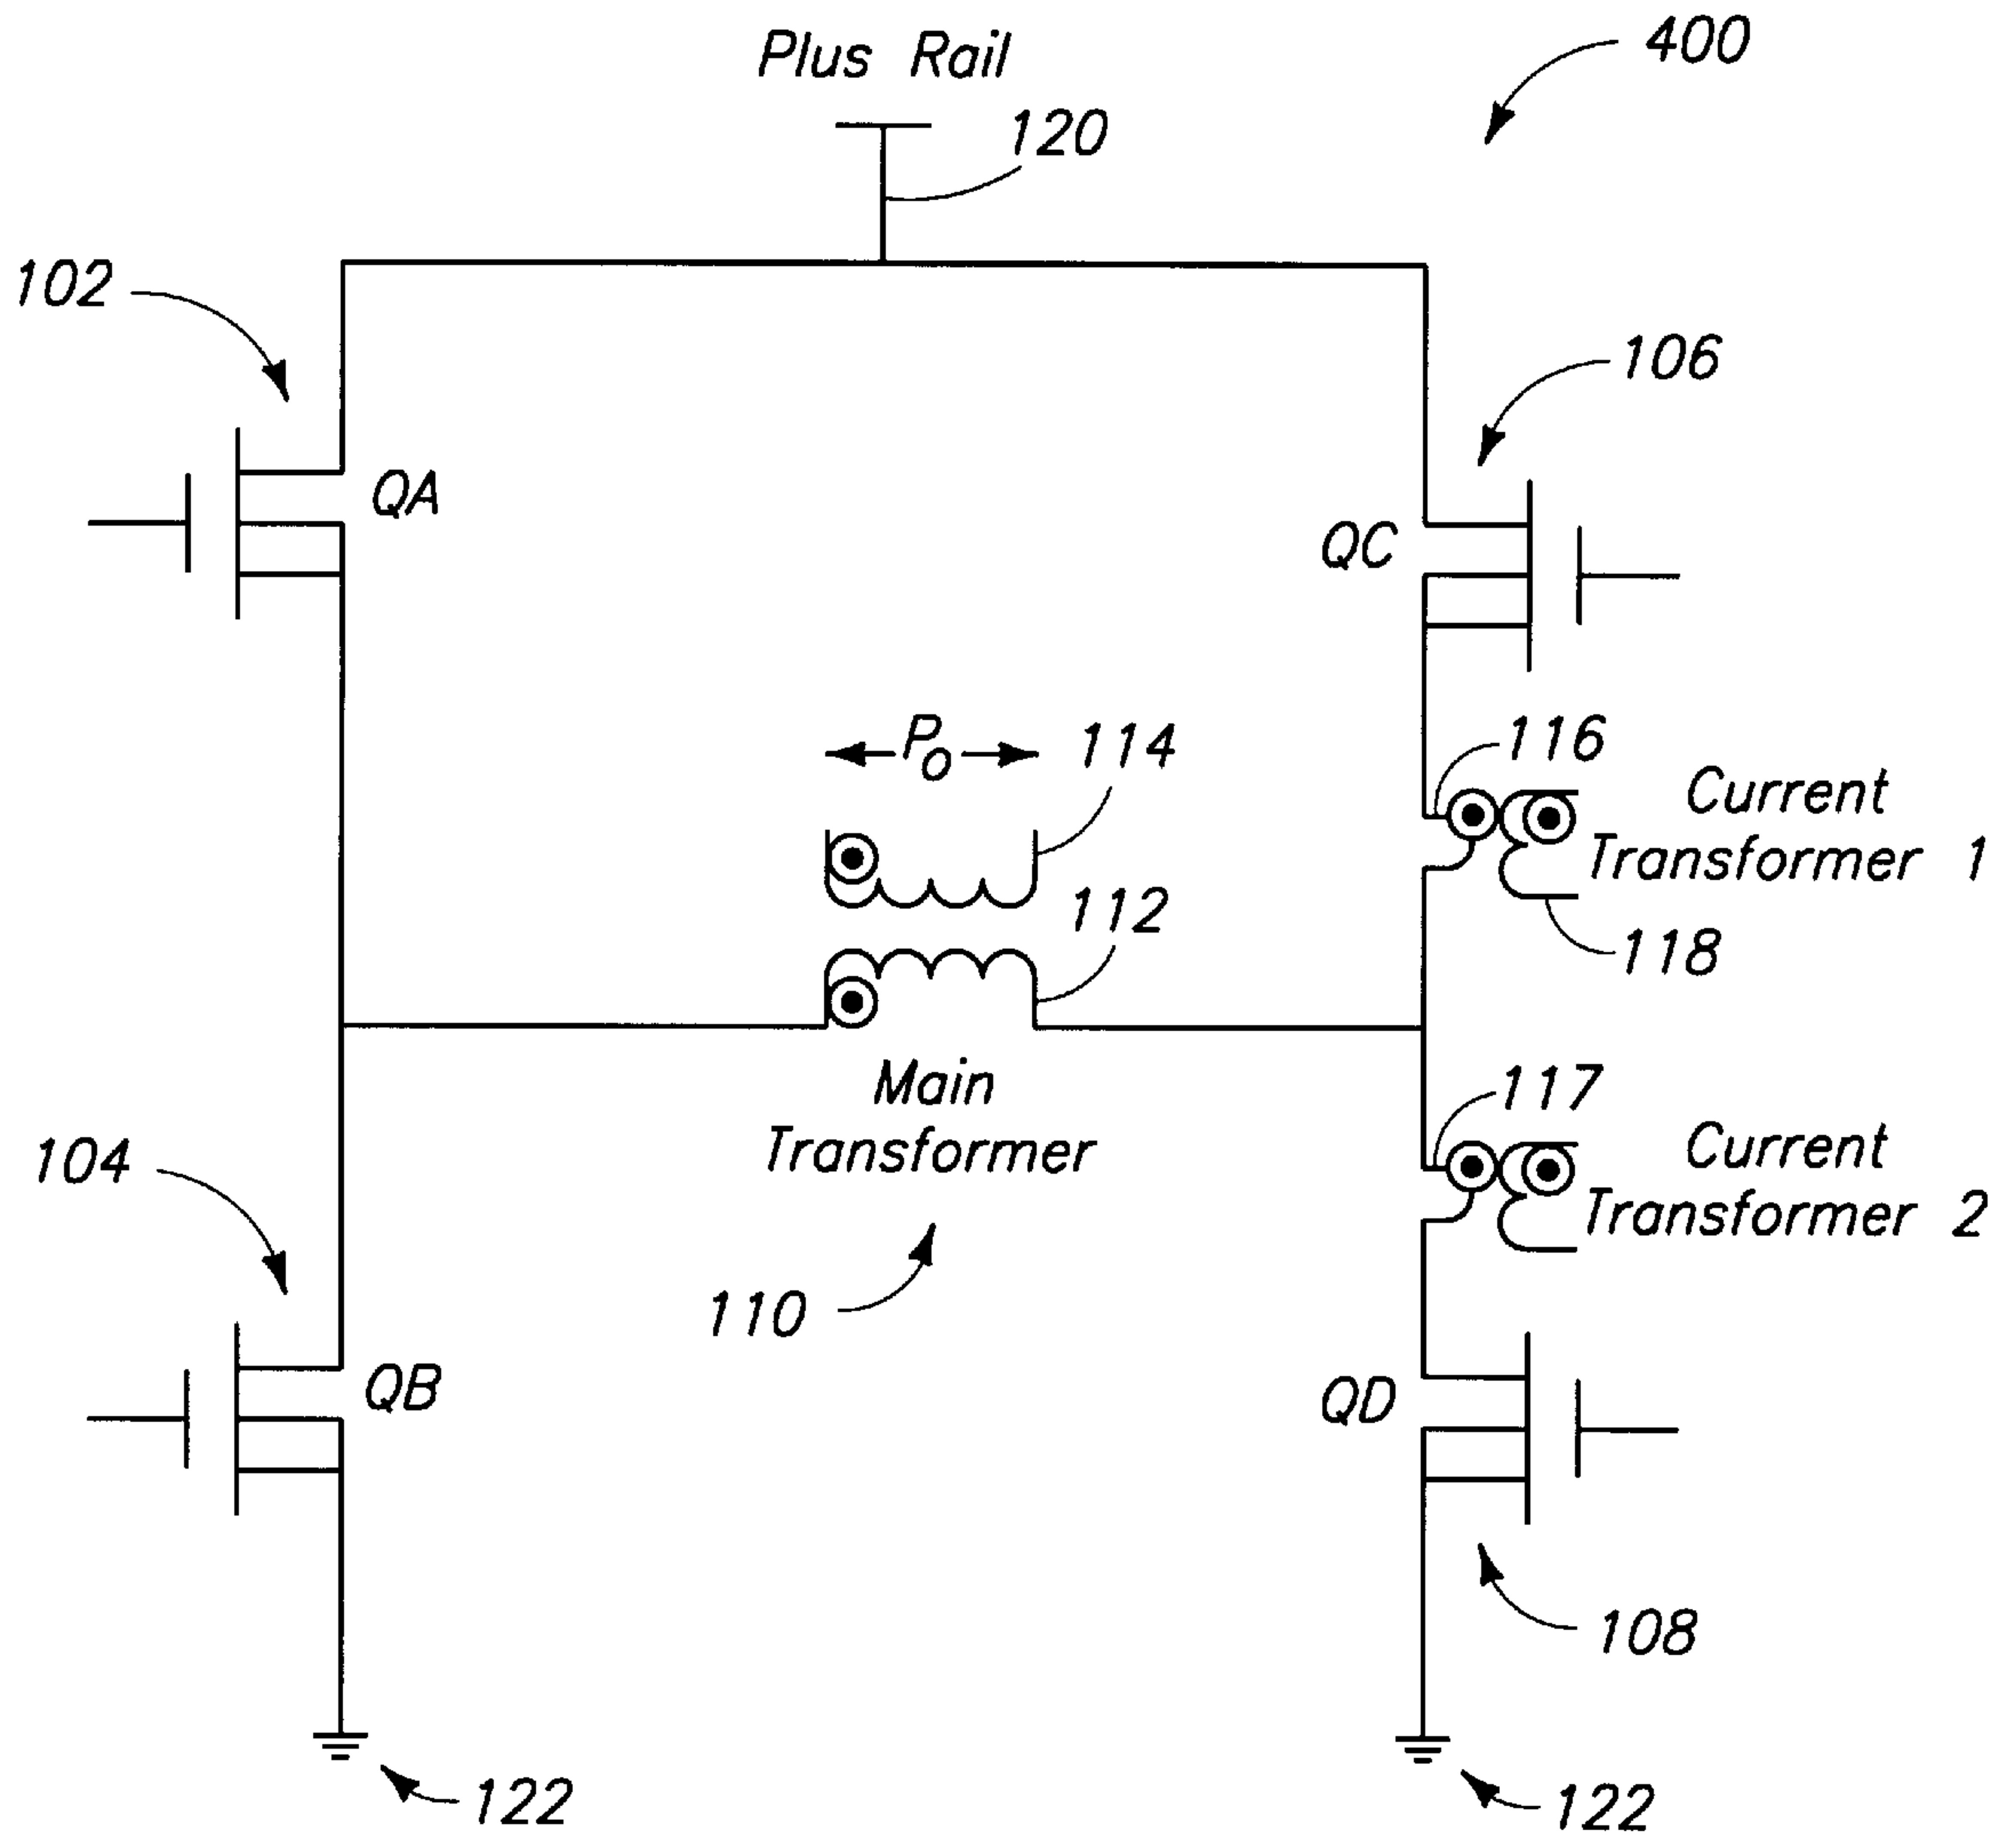 Plus Rail
400
120
102
106
QA
QC
116
Po
114
Current
Transformer 1
112
118
Main
Transformer
117
Current
Transformer 2
104
110
QB
QD
108
122
122